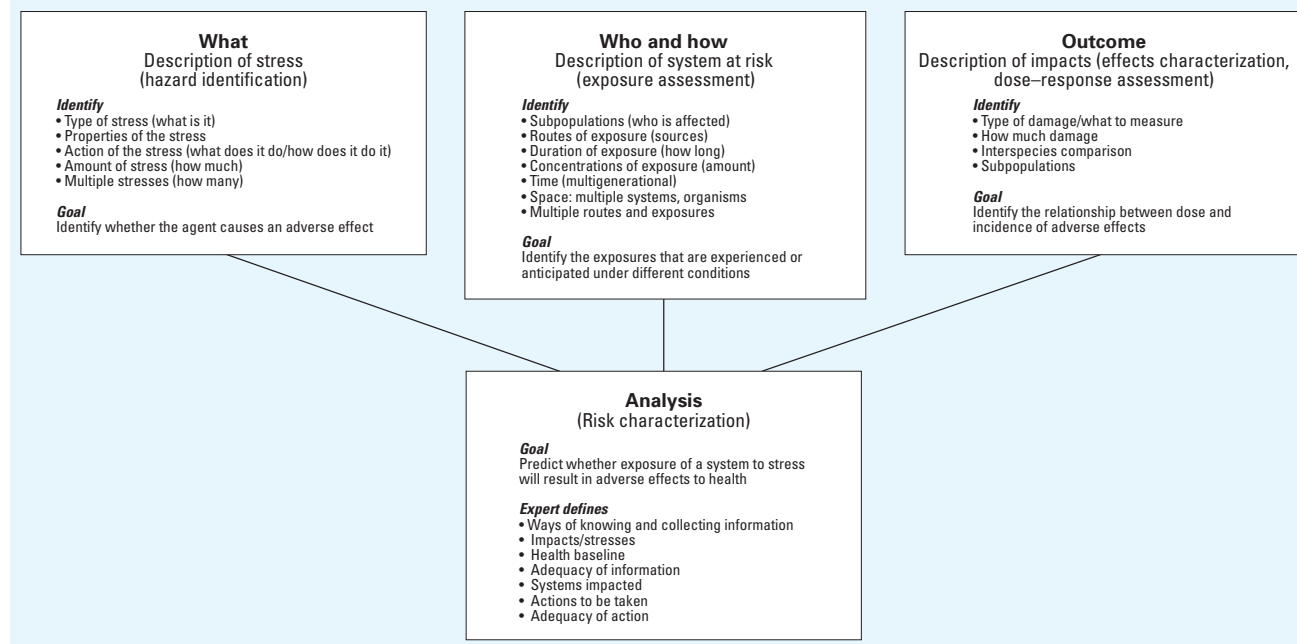 What
Description of stress
(hazard identification)
Identify
• Type of stress (what is it)
• Properties of the stress
• Action of the stress (what does it do/how does it do it)
• Amount of stress (how much)
• Multiple stresses (how many)
Goal
Identify whether the agent causes an adverse effect
Who and how
Description of system at risk
(exposure assessment)
Identify
• Subpopulations (who is affected)
• Routes of exposure (sources)
• Duration of exposure (how long)
• Concentrations of exposure (amount)
• Time (multigenerational)
• Space: multiple systems, organisms
• Multiple routes and exposures
Goal
Identify the exposures that are experienced or
anticipated under different conditions
Outcome
Description of impacts (effects characterization,
dose–response assessment)
Identify
• Type of damage/what to measure
• How much damage
• Interspecies comparison
• Subpopulations
Goal
Identify the relationship between dose and
incidence of adverse effects
Analysis
(Risk characterization)
Goal
Predict whether exposure of a system to stress
will result in adverse effects to health
Expert defines
• Ways of knowing and collecting information
• Impacts/stresses
• Health baseline
• Adequacy of information
• Systems impacted
• Actions to be taken
• Adequacy of action